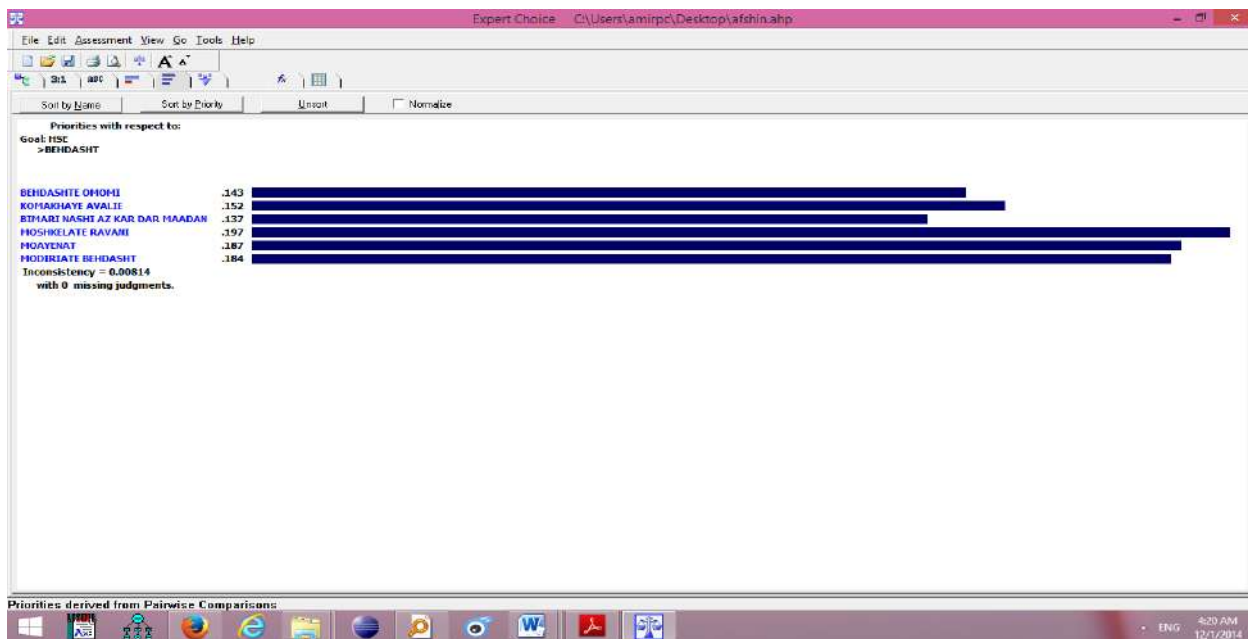 Expert Choice C:\Users\amirpc\Desktop\afshin.ahp
File Edit Assessment View Go Tools Help
3:1 ABC
Sort by Name Sort by Priority Unsort Normalize
Priorities with respect to:
Goal: HSE
>BEHDASHT
BEHDASHTE OMOMI .143
KOMAKHAYE AVALIE .152
BIMARI NASHI AZ KAR DAR MAADAN .137
MOSHKELATE RAVANI .197
MOAYENAT .187
MODIRIATE BEHDASHT .184
Inconsistency = 0.00814
with 0 missing judgments.
Priorities derived from Pairwise Comparisons
ENG 4:20 AM
12/1/2014